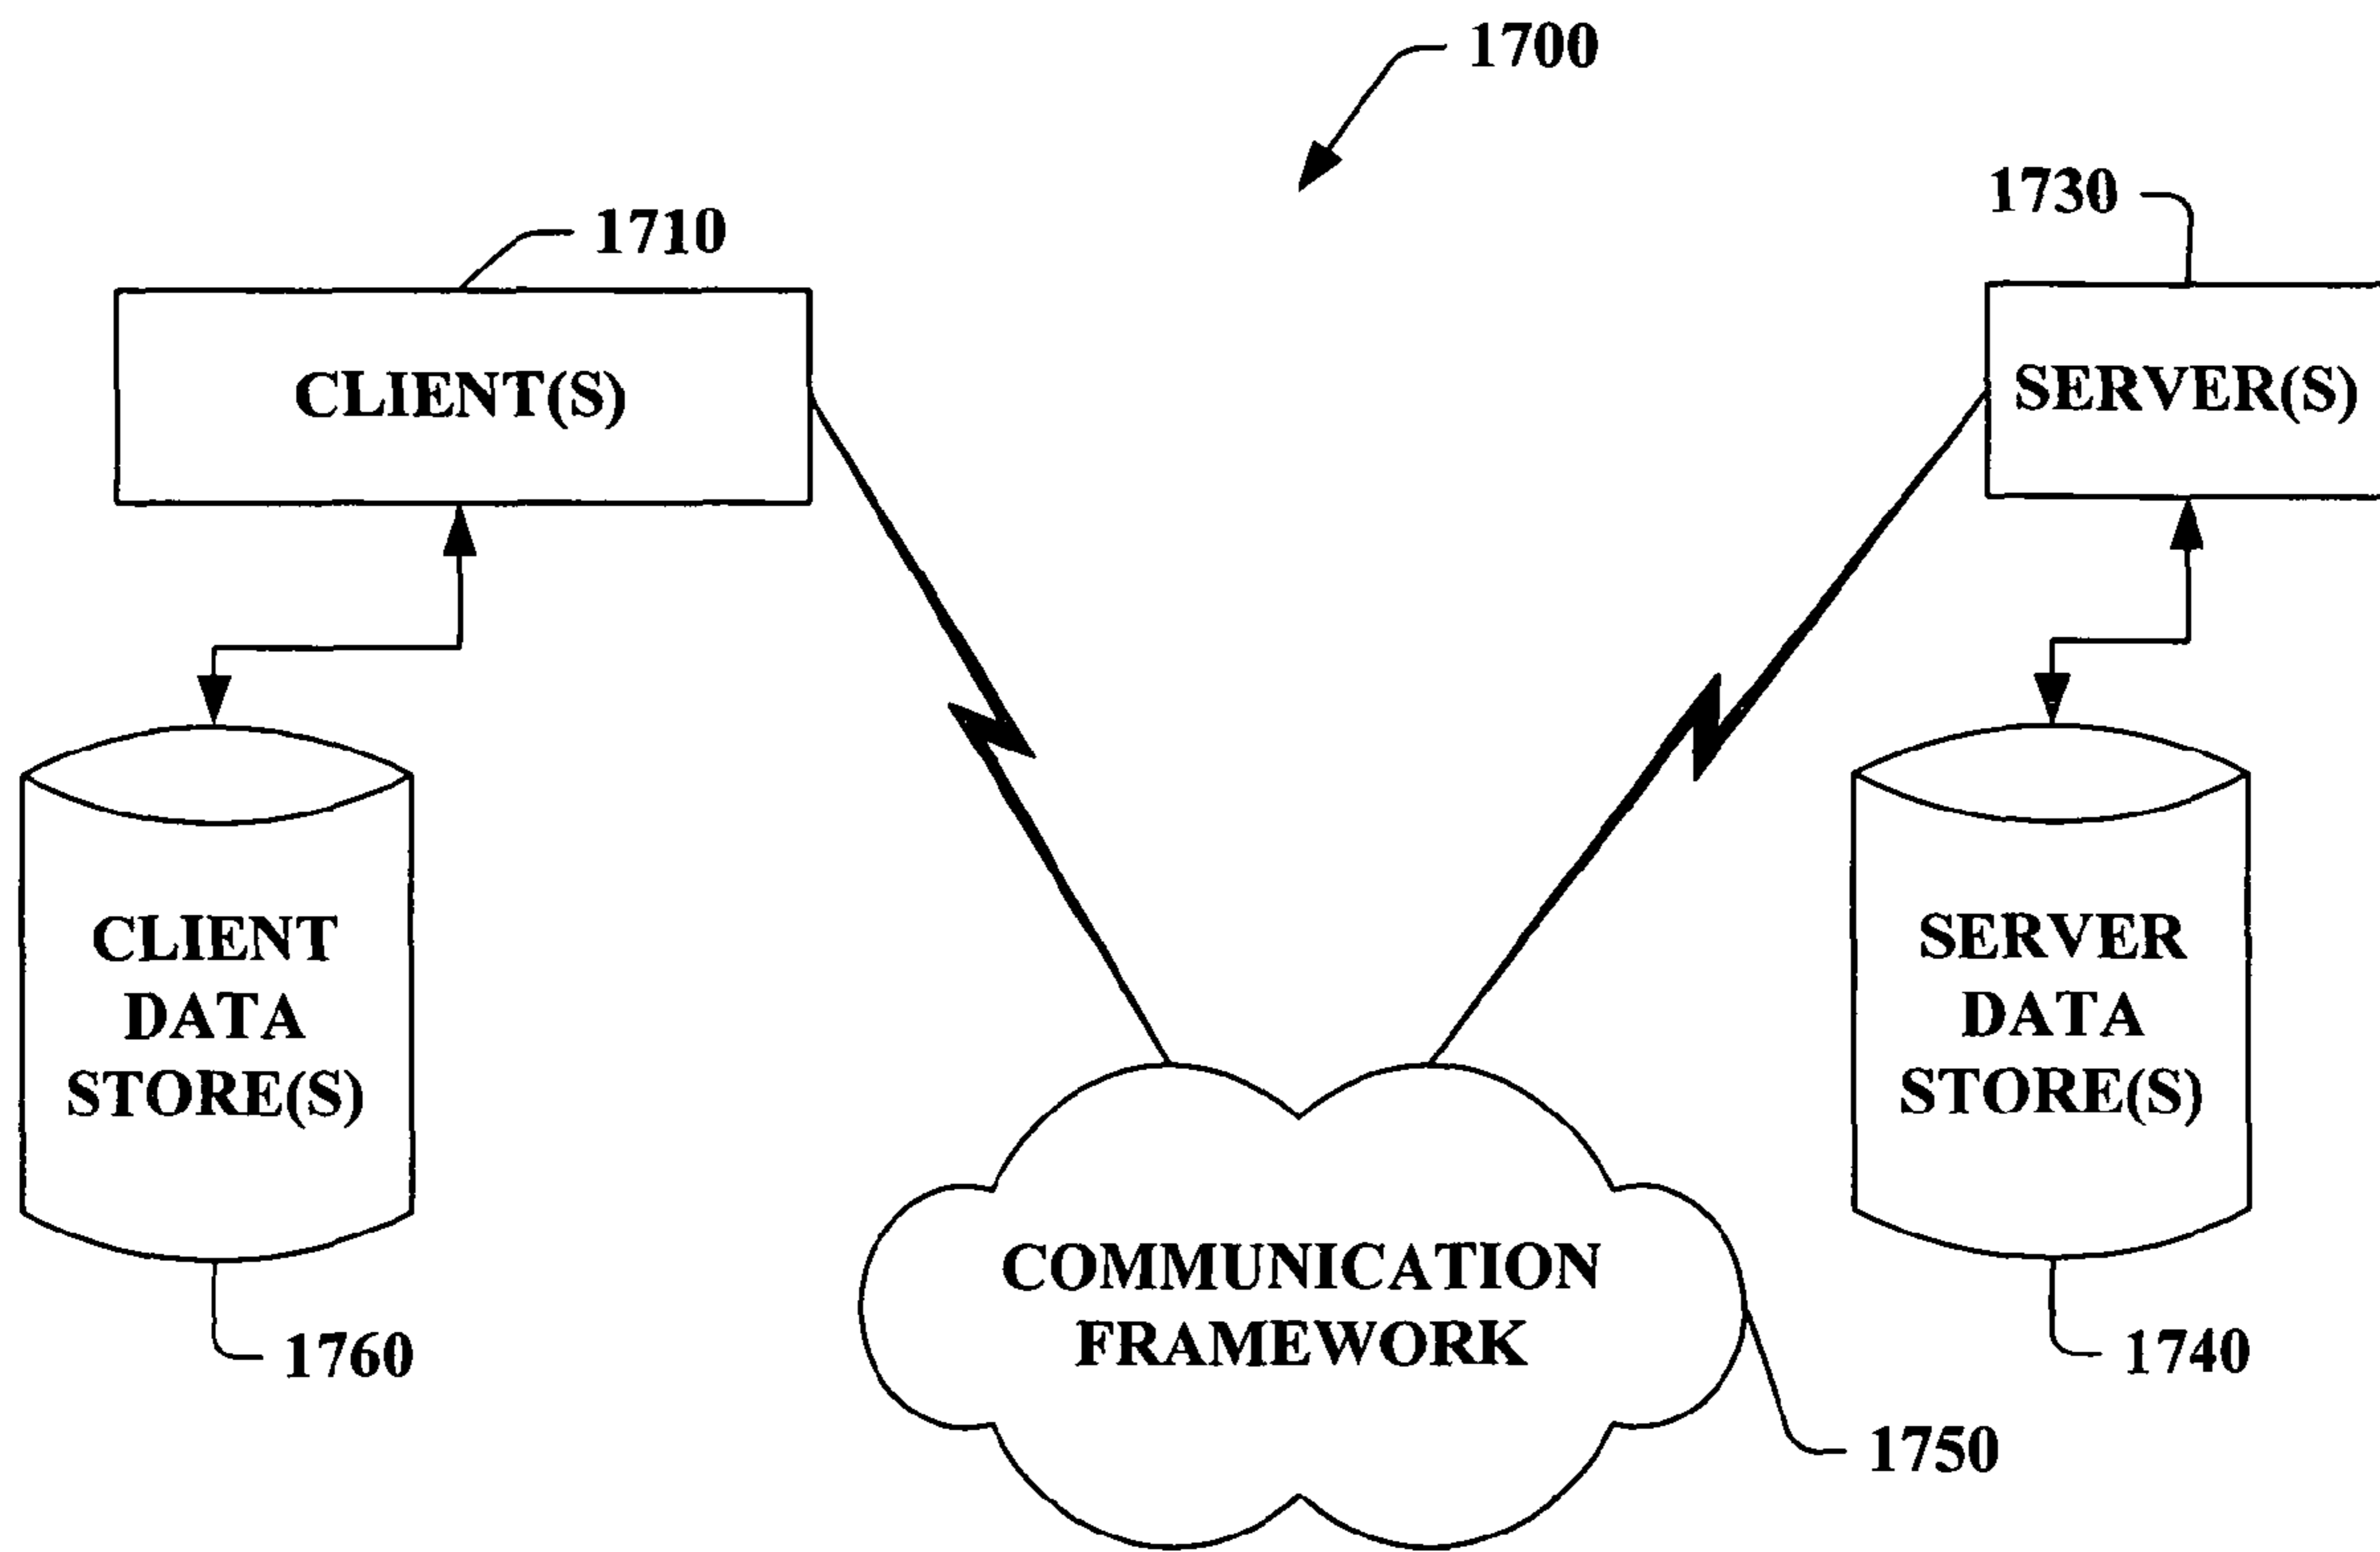 1700
1710
1730
CLIENT(S)
SERVER(S)
CLIENT
DATA
STORE(S)
SERVER
DATA
STORE(S)
COMMUNICATION
FRAMEWORK
1760
1740
1750